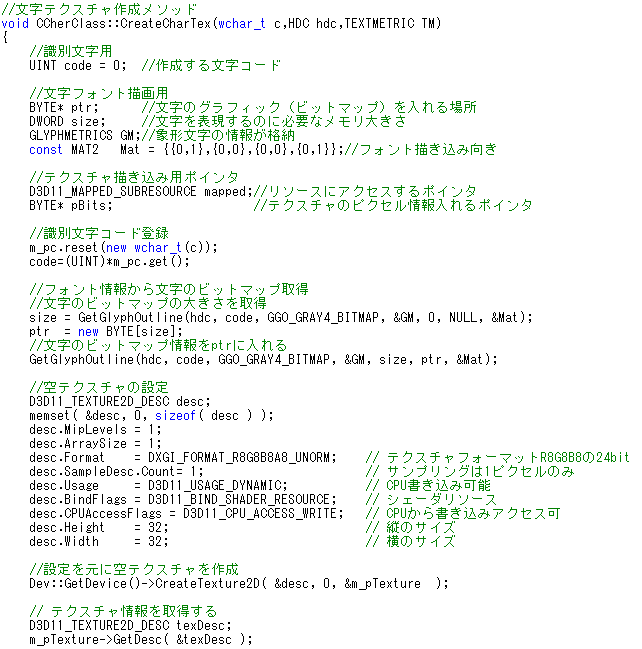 //文字テクスチャ作成メソッド
void CCherClass::CreateCharTex(wchar_t c,HDC hdc,TEXTMETRIC TM)
{
//識別文字用
UINT code = 0;  //作成する文字コード
//文字フォント描画用
BYTE* ptr;      //文字のグラフィック（ビットマップ）を入れる場所
DWORD size;     //文字を表現するのに必要なメモリ大きさ
GLYPHMETRICS GM;//象形文字の情報が格納
const MAT2   Mat = {{0,1},{0,0},{0,0},{0,1}};//フォント描き込み向き
//テクスチャ描き込み用ポインタ
D3D11_MAPPED_SUBRESOURCE mapped;//リソースにアクセスするポインタ
BYTE* pBits;                    //テクスチャのピクセル情報入れるポインタ
//識別文字コード登録
m_pc.reset(new wchar_t(c));
code=(UINT)*m_pc.get();
//フォント情報から文字のビットマップ取得
//文字のビットマップの大きさを取得
size = GetGlyphOutline(hdc, code, GGO_GRAY4_BITMAP, &GM, 0, NULL, &Mat);
ptr  = new BYTE[size];
//文字のビットマップ情報をptrに入れる
GetGlyphOutline(hdc, code, GGO_GRAY4_BITMAP, &GM, size, ptr, &Mat);
//空テクスチャの設定
D3D11_TEXTURE2D_DESC desc;
memset( &desc, 0, sizeof( desc ) );
desc.MipLevels = 1;
desc.ArraySize = 1;
desc.Format    = DXGI_FORMAT_R8G8B8A8_UNORM;    // テクスチャフォーマットR8G8B8の24bit
desc.SampleDesc.Count= 1;                       // サンプリングは1ピクセルのみ
desc.Usage     = D3D11_USAGE_DYNAMIC;           // CPU書き込み可能
desc.BindFlags = D3D11_BIND_SHADER_RESOURCE;    // シェーダリソース
desc.CPUAccessFlags = D3D11_CPU_ACCESS_WRITE;   // CPUから書き込みアクセス可
desc.Height    = 32;                            // 縦のサイズ
desc.Width     = 32;                            // 横のサイズ
//設定を元に空テクスチャを作成
Dev::GetDevice()->CreateTexture2D( &desc, 0, &m_pTexture  );
// テクスチャ情報を取得する
D3D11_TEXTURE2D_DESC texDesc;
m_pTexture->GetDesc( &texDesc );